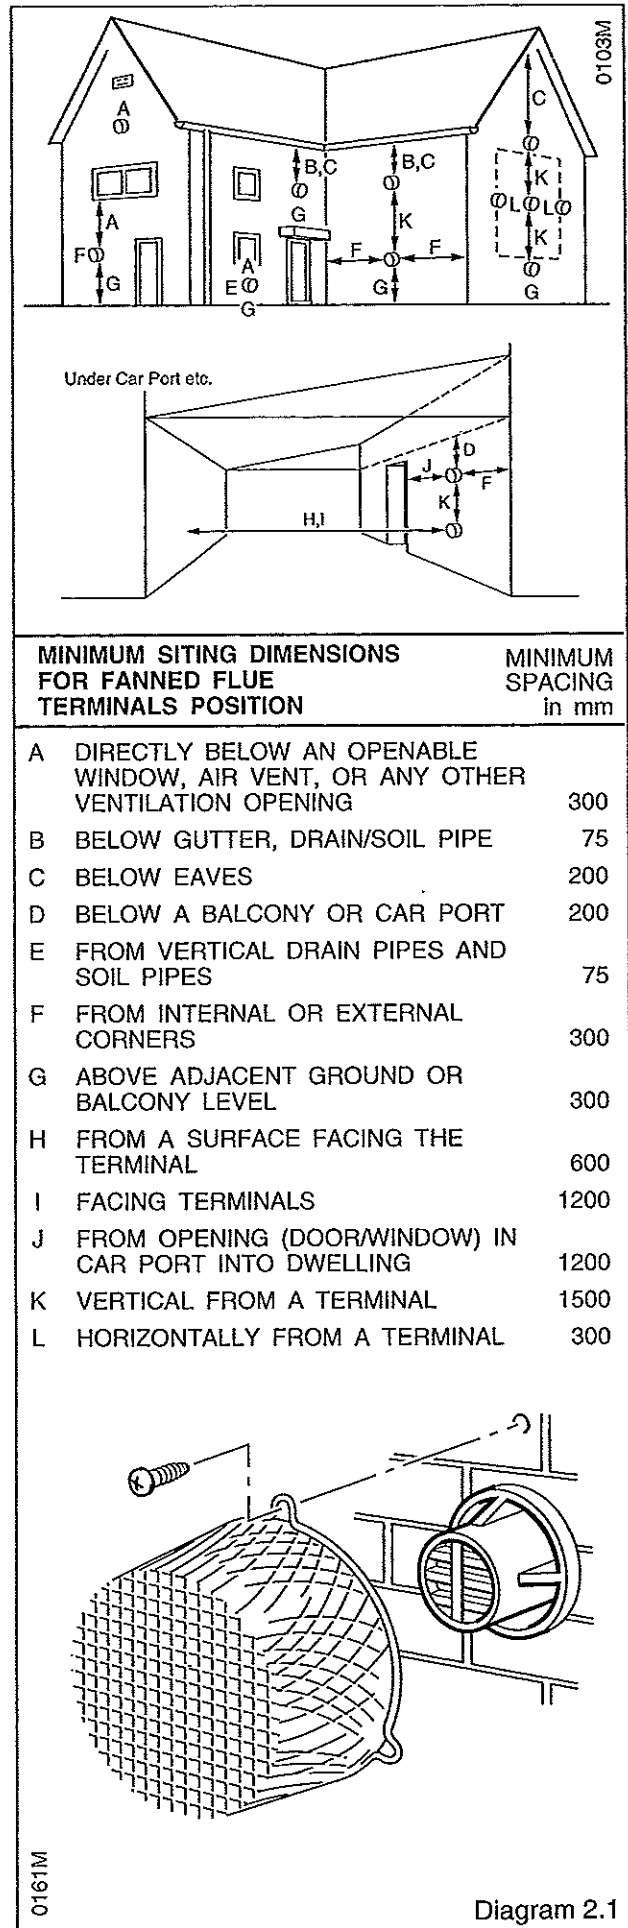 0103M
A
C
B,C
B,C
K
A
G
K
L
L
F
F
F
K
G
A
E
G
G
G
Under Car Port etc.
D
J
F
K
H,I
MINIMUM SITING DIMENSIONS
FOR FANNED FLUE
TERMINALS POSITION
MINIMUM
SPACING
in mm
A DIRECTLY BELOW AN OPENABLE
WINDOW, AIR VENT, OR ANY OTHER
VENTILATION OPENING 300
B BELOW GUTTER, DRAIN/SOIL PIPE 75
C BELOW EAVES 200
D BELOW A BALCONY OR CAR PORT 200
E FROM VERTICAL DRAIN PIPES AND
SOIL PIPES 75
F FROM INTERNAL OR EXTERNAL
CORNERS 300
G ABOVE ADJACENT GROUND OR
BALCONY LEVEL 300
H FROM A SURFACE FACING THE
TERMINAL 600
I FACING TERMINALS 1200
J FROM OPENING (DOOR/WINDOW) IN
CAR PORT INTO DWELLING 1200
K VERTICAL FROM A TERMINAL 1500
L HORIZONTALLY FROM A TERMINAL 300
0161M
Diagram 2.1